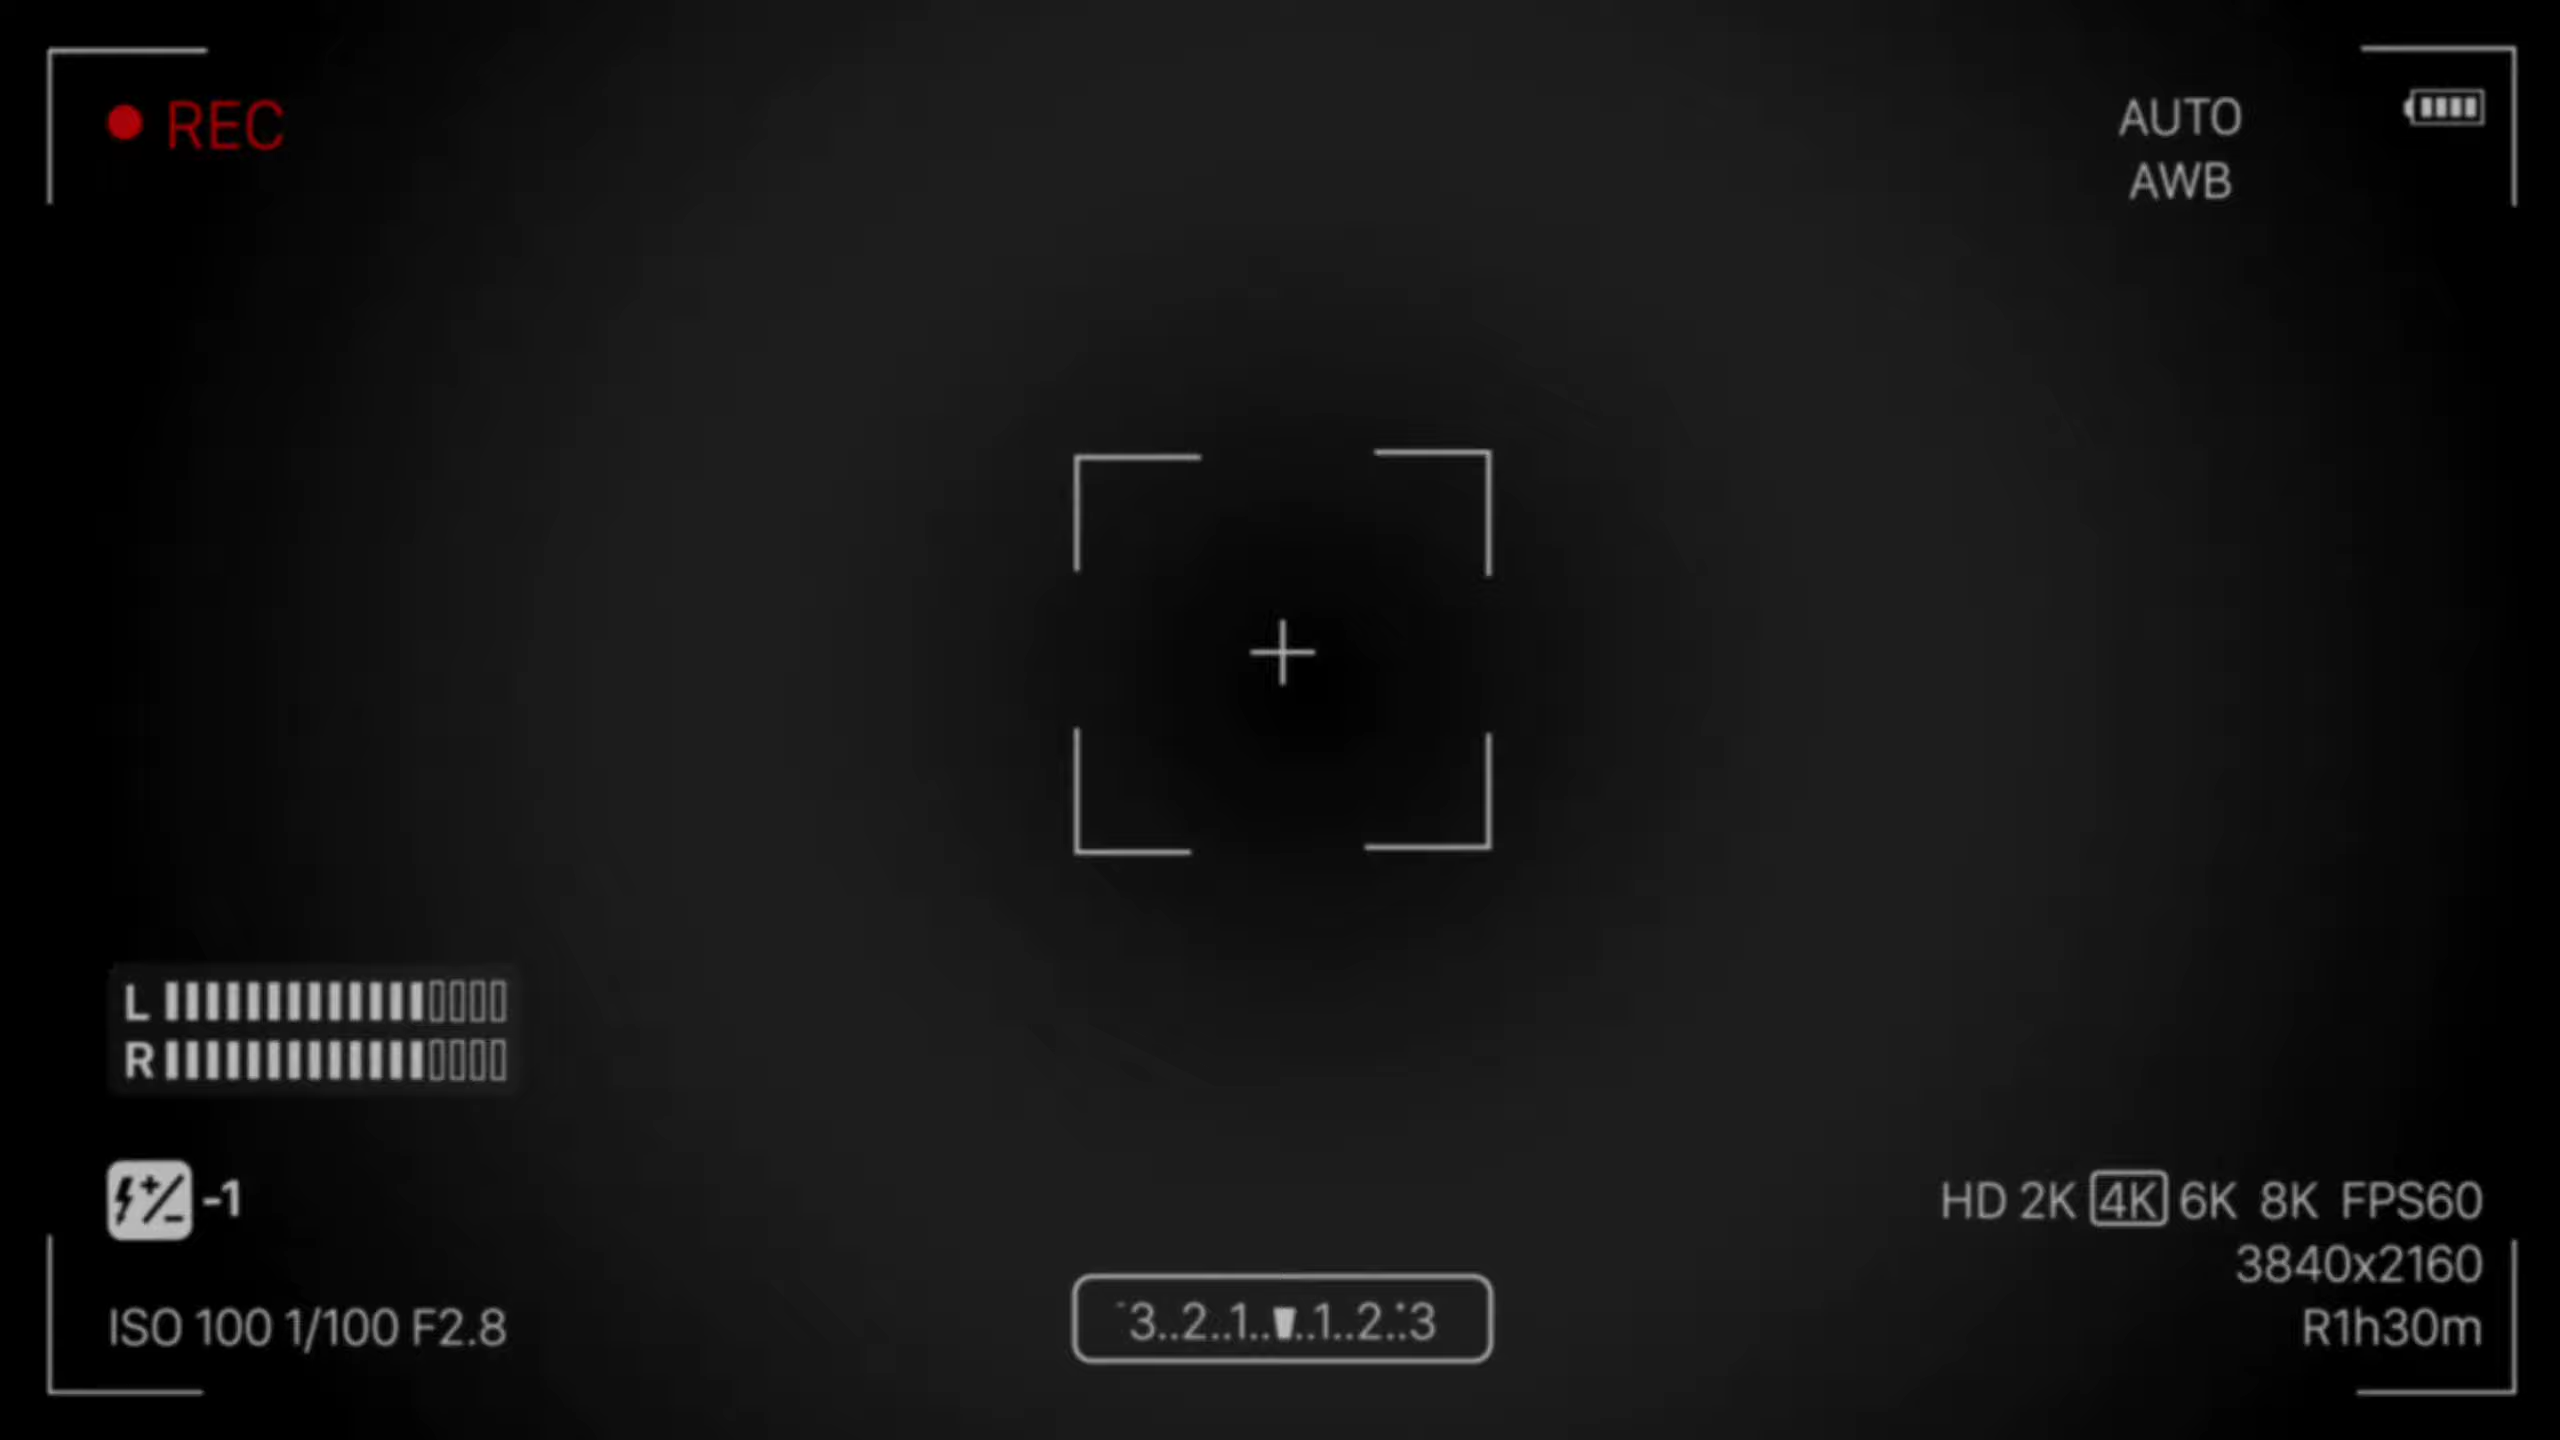 REC
AUTO
AWB
L
R
-1
HD 2K 4K 6K 8K FPS60
3840x2160
ISO 100 1/100 F2.8
-3..2..1..▼..1..2..+3
R1h30m